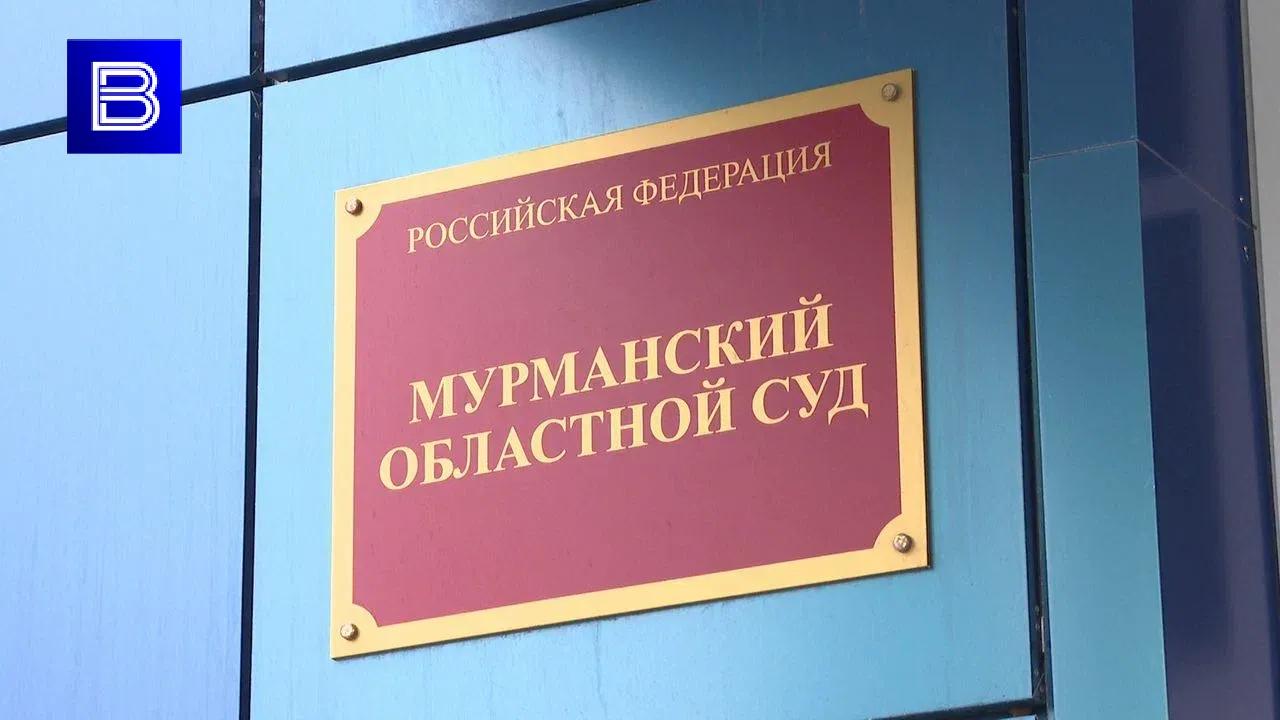 В
РОССИЙСКАЯ ФЕДЕРАЦИЯ
МУРМАНСКИЙ
ОБЛАСТНОЙ СУД